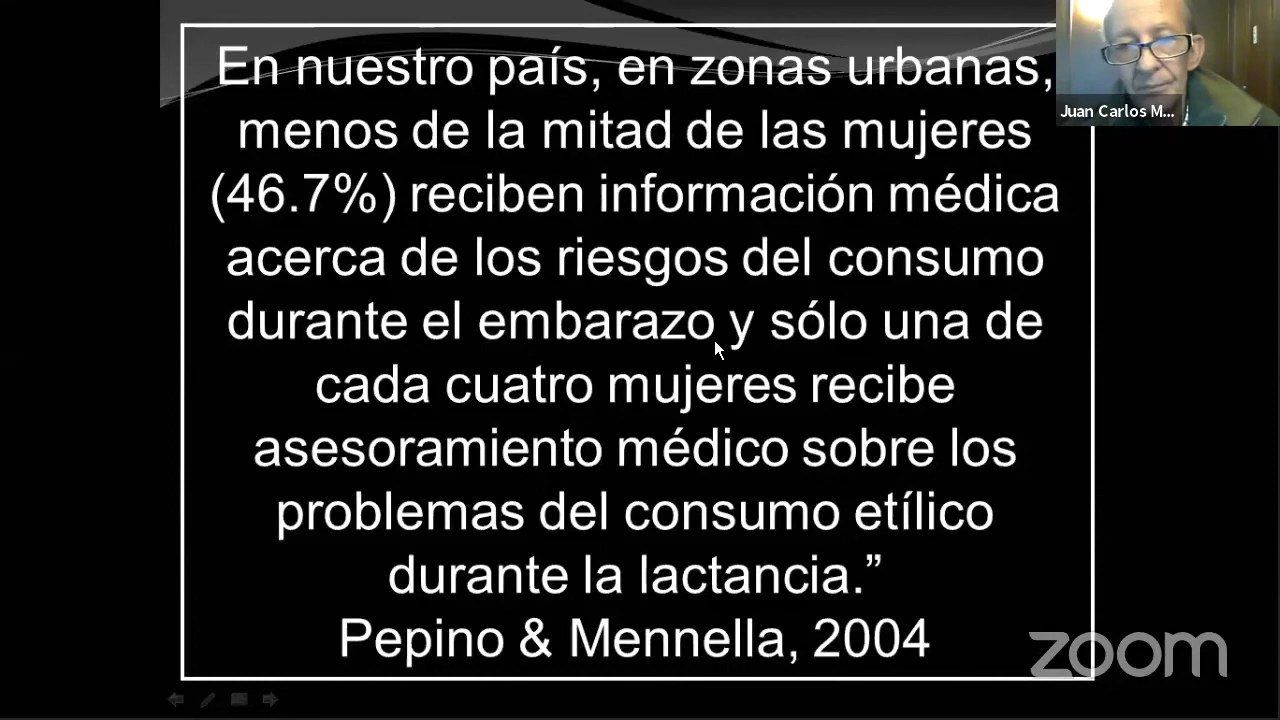 En nuestro país, en zonas urbanas,
menos de la mitad de las mujeres
(46.7%) reciben información médica
acerca de los riesgos del consumo
durante el embarazo y sólo una de
cada cuatro mujeres recibe
asesoramiento médico sobre los
problemas del consumo etílico
durante la lactancia.”
Pepino & Mennella, 2004
Juan Carlos M...
zoom